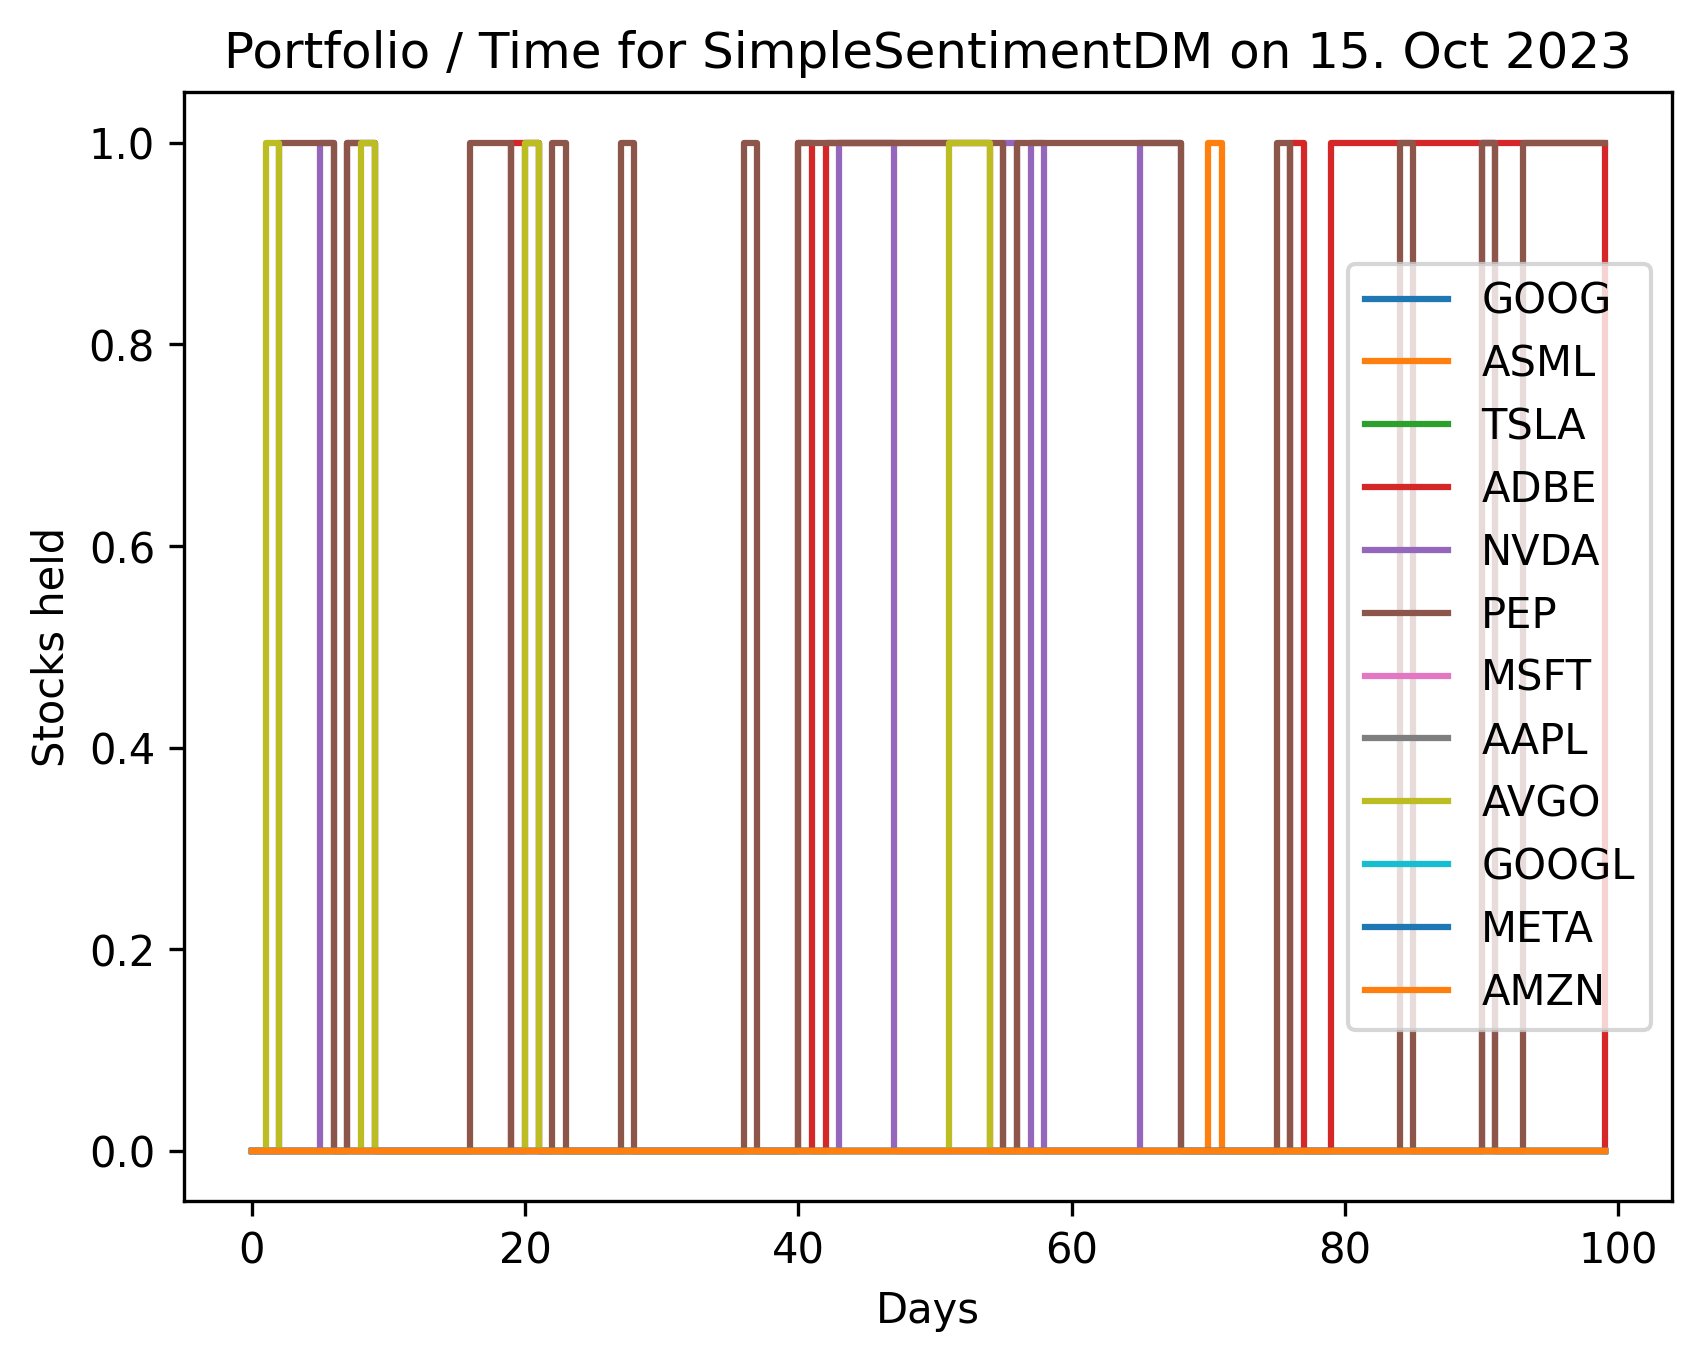 Portfolio / Time for SimpleSentimentDM on 15. Oct 2023
1.0
0.8
0.6
0.4
0.2
0.0
Stocks held
GOOG
ASML
TSLA
ADBE
NVDA
PEP
MSFT
AAPL
AVGO
GOOGL
META
AMZN
0 20 40 60 80 100
Days